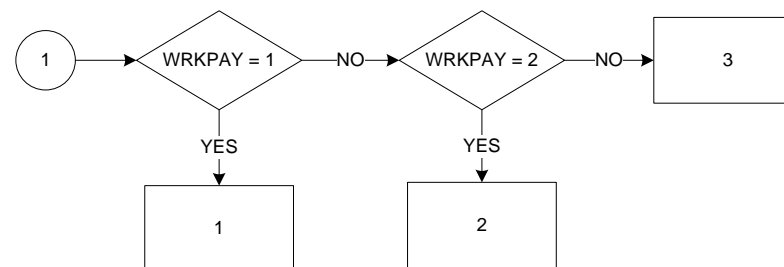 1
WRKPAY = 1
NO
WRKPAY = 2
NO
3
YES
YES
1
2